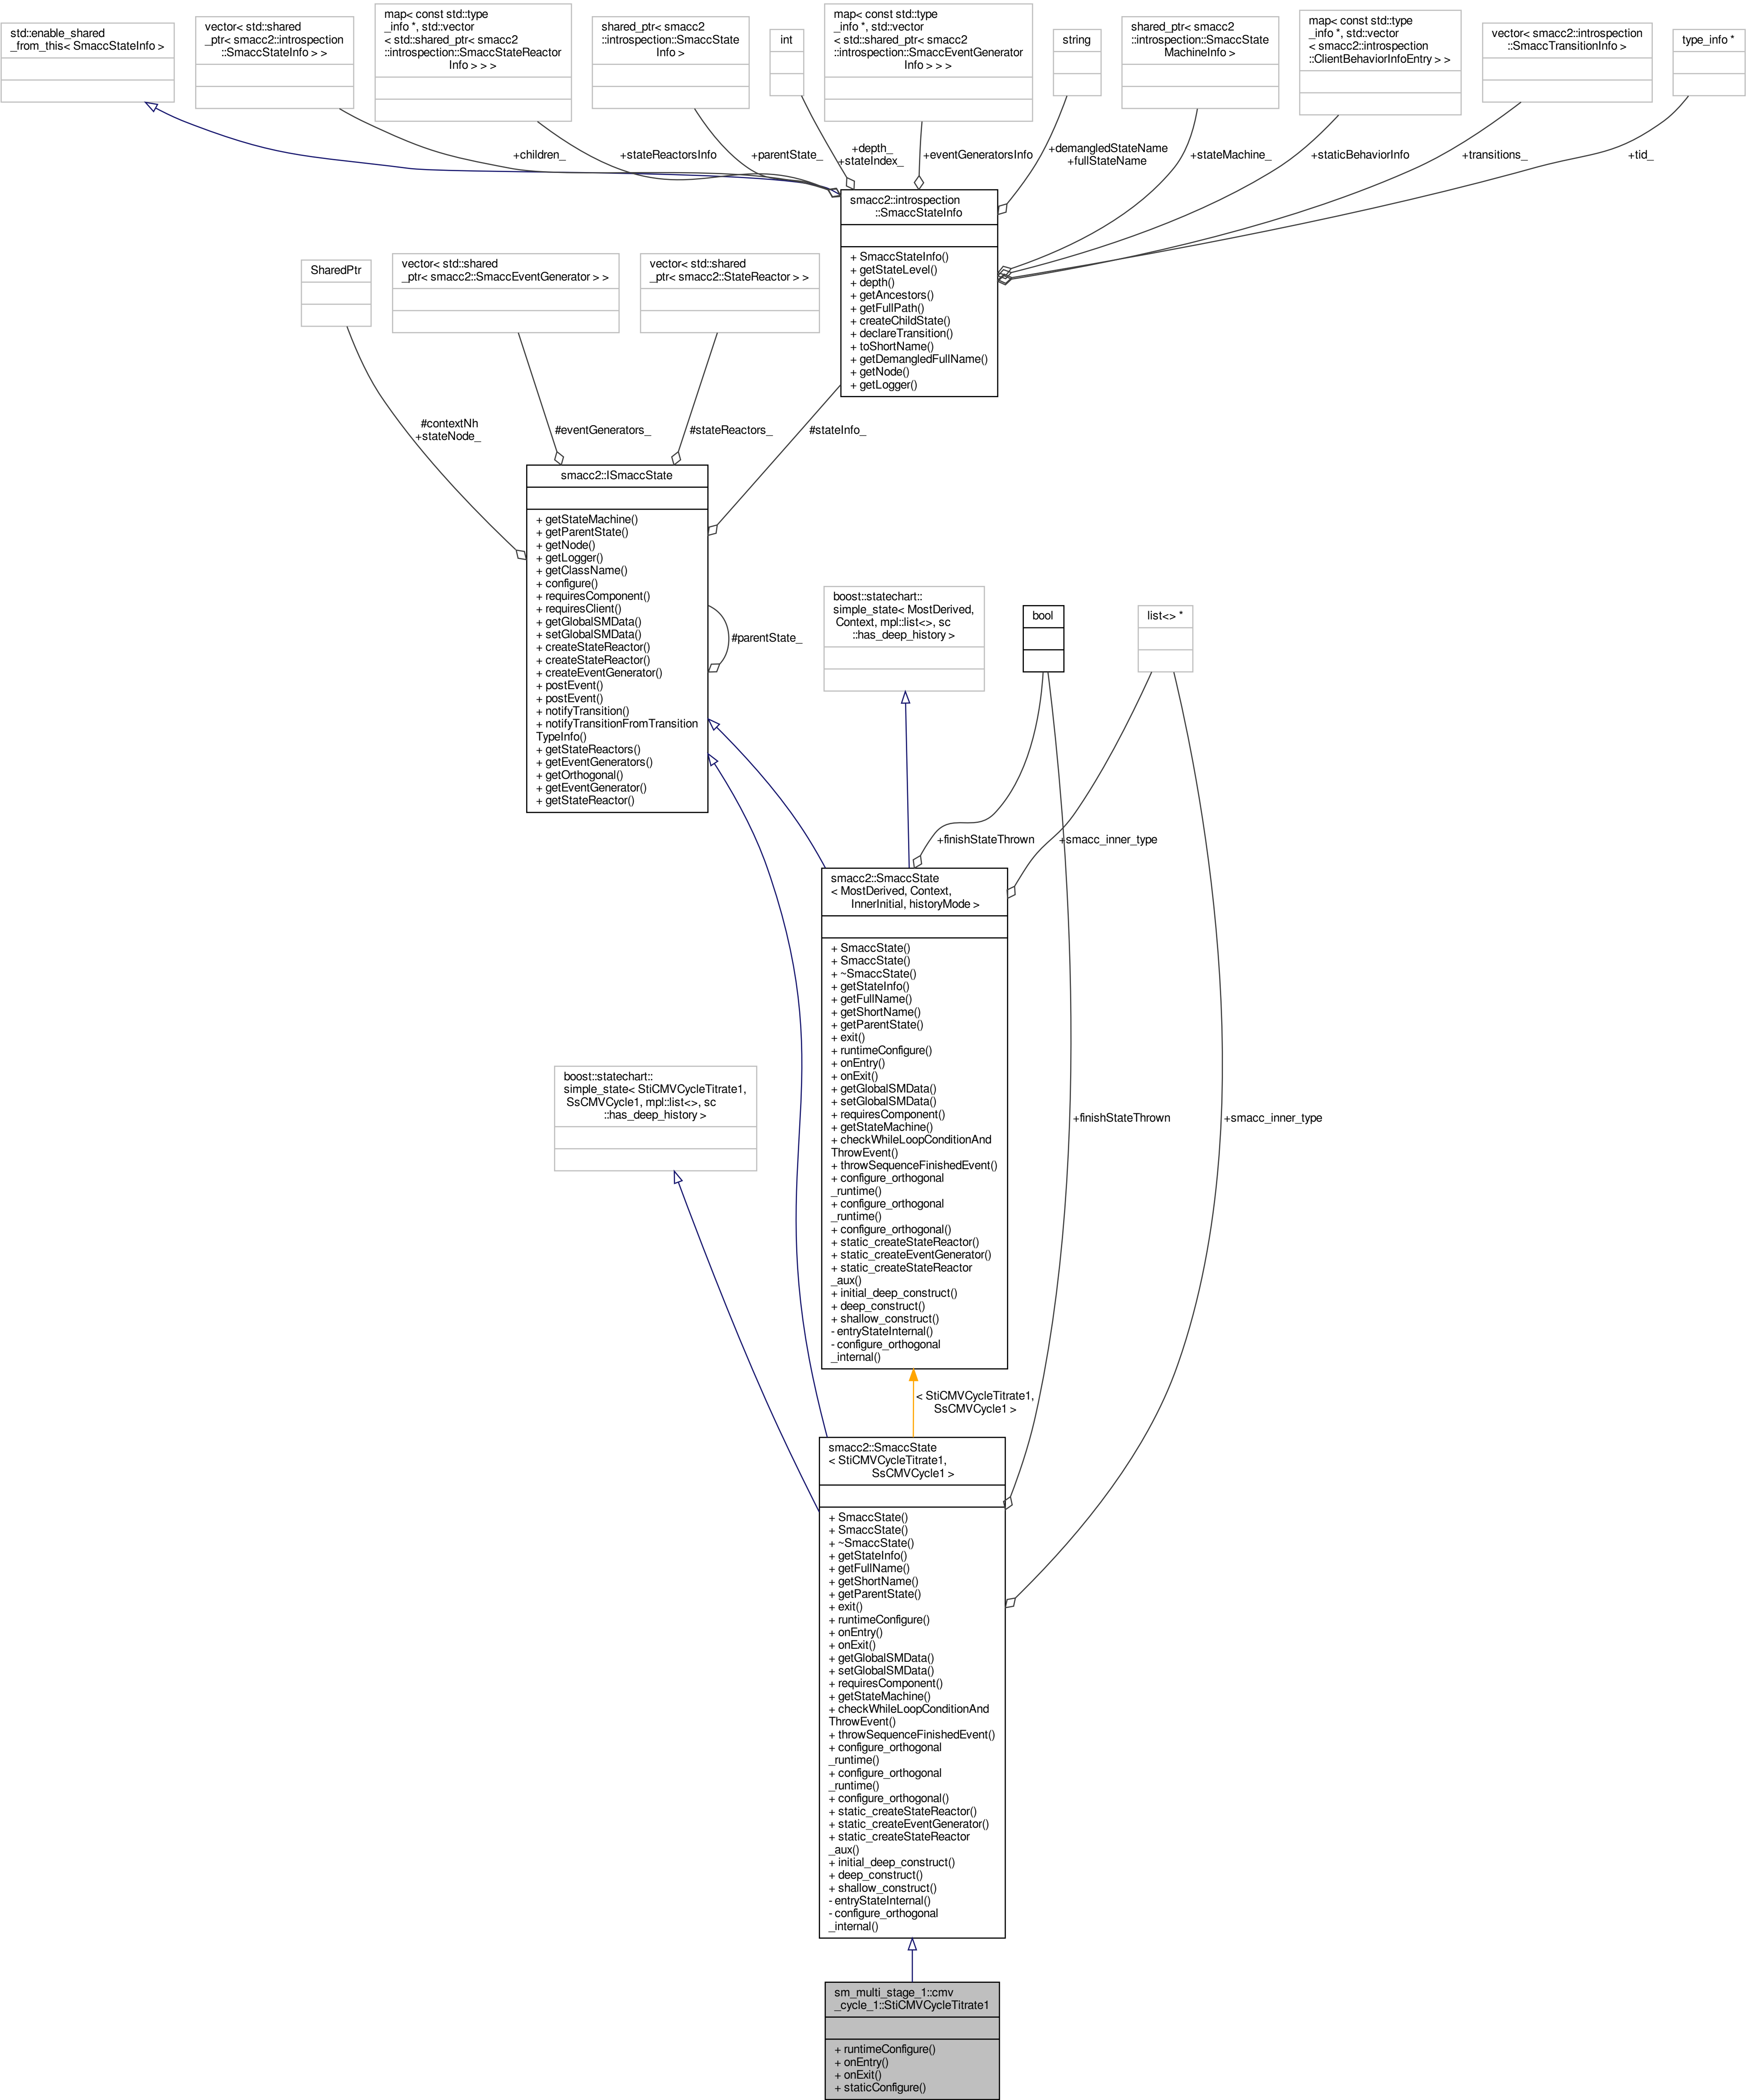 std::enable_shared
_from_this< SmaccStateInfo >
vector< std::shared
_ptr< smacc2::introspection
::SmaccStateInfo > >
map< const std::type
_info *, std::vector
< std::shared_ptr< smacc2
::introspection::SmaccStateReactor
Info > > >
shared_ptr< smacc2
::introspection::SmaccState
Info >
int
map< const std::type
_info *, std::vector
< std::shared_ptr< smacc2
::introspection::SmaccEventGenerator
Info > > >
string
shared_ptr< smacc2
::introspection::SmaccState
MachineInfo >
map< const std::type
_info *, std::vector
< smacc2::introspection
::ClientBehaviorInfoEntry > >
vector< smacc2::introspection
::SmaccTransitionInfo >
type_info *
+children_
+stateReactorsInfo
+parentState_
+depth_
+stateIndex_
+eventGeneratorsInfo
+demangledStateName
+fullStateName
+stateMachine_
+staticBehaviorInfo
+transitions_
+tid_
smacc2::introspection
::SmaccStateInfo
+ SmaccStateInfo()
+ getStateLevel()
+ depth()
+ getAncestors()
+ getFullPath()
+ createChildState()
+ declareTransition()
+ toShortName()
+ getDemangledFullName()
+ getNode()
+ getLogger()
SharedPtr
vector< std::shared
_ptr< smacc2::SmaccEventGenerator > >
vector< std::shared
_ptr< smacc2::StateReactor > >
#contextNh
+stateNode_
#eventGenerators_
#stateReactors_
#stateInfo_
smacc2::ISmaccState
+ getStateMachine()
+ getParentState()
+ getNode()
+ getLogger()
+ getClassName()
+ configure()
+ requiresComponent()
+ requiresClient()
+ getGlobalSMData()
+ setGlobalSMData()
+ createStateReactor()
+ createStateReactor()
+ createEventGenerator()
+ postEvent()
+ postEvent()
+ notifyTransition()
+ notifyTransitionFromTransition
TypeInfo()
+ getStateReactors()
+ getEventGenerators()
+ getOrthogonal()
+ getEventGenerator()
+ getStateReactor()
#parentState_
boost::statechart::
simple_state< MostDerived,
Context, mpl::list<>, sc
::has_deep_history >
bool
list<> *
+finishStateThrown
+smacc_inner_type
smacc2::SmaccState
< MostDerived, Context,
InnerInitial, historyMode >
+ SmaccState()
+ SmaccState()
+ ~SmaccState()
+ getStateInfo()
+ getFullName()
+ getShortName()
+ getParentState()
+ exit()
+ runtimeConfigure()
+ onEntry()
+ onExit()
+ getGlobalSMData()
+ setGlobalSMData()
+ requiresComponent()
+ getStateMachine()
+ checkWhileLoopConditionAnd
ThrowEvent()
+ throwSequenceFinishedEvent()
+ configure_orthogonal
_runtime()
+ configure_orthogonal
_runtime()
+ configure_orthogonal()
+ static_createStateReactor()
+ static_createEventGenerator()
+ static_createStateReactor
_aux()
+ initial_deep_construct()
+ deep_construct()
+ shallow_construct()
- entryStateInternal()
- configure_orthogonal
_internal()
boost::statechart::
simple_state< StiCMVCycleTitrate1,
SsCMVCycle1, mpl::list<>, sc
::has_deep_history >
+finishStateThrown
+smacc_inner_type
< StiCMVCycleTitrate1,
SsCMVCycle1 >
smacc2::SmaccState
< StiCMVCycleTitrate1,
SsCMVCycle1 >
+ SmaccState()
+ SmaccState()
+ ~SmaccState()
+ getStateInfo()
+ getFullName()
+ getShortName()
+ getParentState()
+ exit()
+ runtimeConfigure()
+ onEntry()
+ onExit()
+ getGlobalSMData()
+ setGlobalSMData()
+ requiresComponent()
+ getStateMachine()
+ checkWhileLoopConditionAnd
ThrowEvent()
+ throwSequenceFinishedEvent()
+ configure_orthogonal
_runtime()
+ configure_orthogonal
_runtime()
+ configure_orthogonal()
+ static_createStateReactor()
+ static_createEventGenerator()
+ static_createStateReactor
_aux()
+ initial_deep_construct()
+ deep_construct()
+ shallow_construct()
- entryStateInternal()
- configure_orthogonal
_internal()
sm_multi_stage_1::cmv
_cycle_1::StiCMVCycleTitrate1
+ runtimeConfigure()
+ onEntry()
+ onExit()
+ staticConfigure()